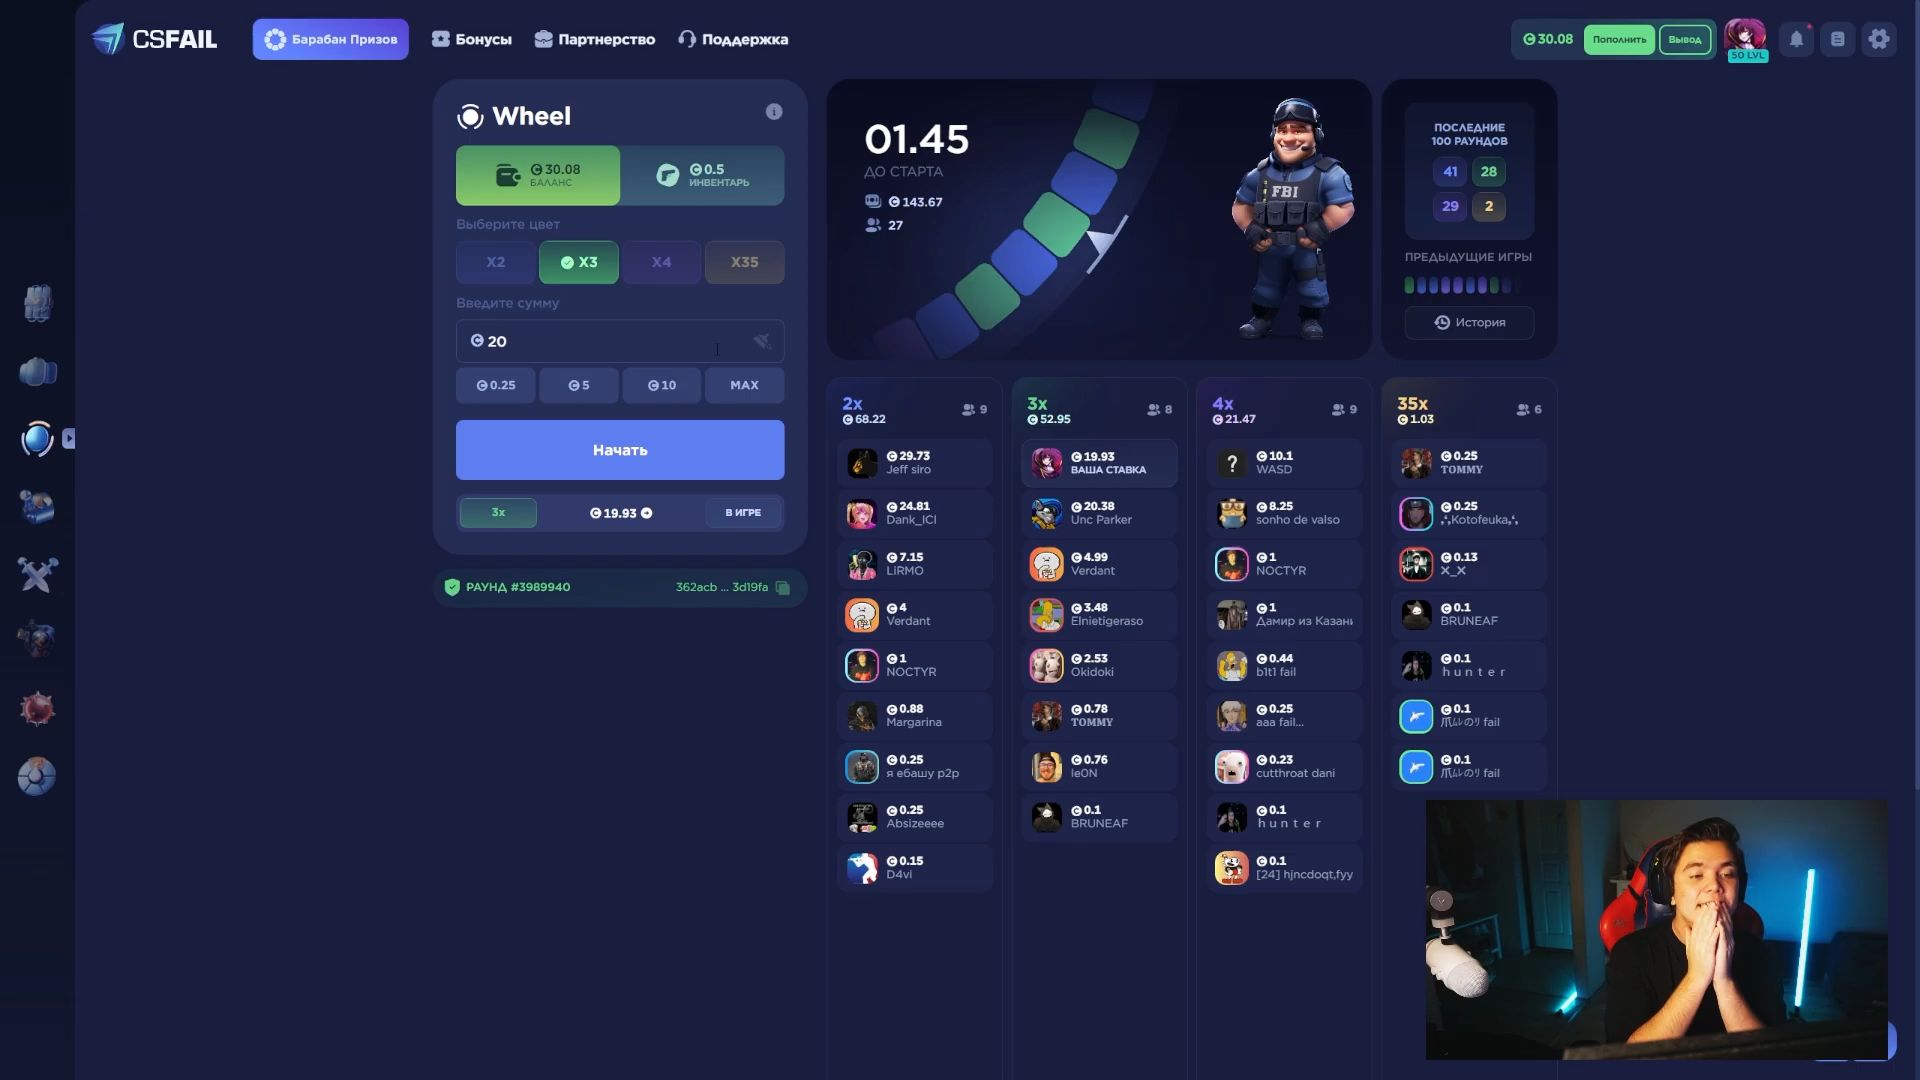 CSFAIL
Барабан Призов
Бонусы
Партнерство
Поддержка
30.08
Пополнить
Вывод
50 LVL
Wheel
30.08
БАЛАНС
0.5
ИНВЕНТАРЬ
Выберите цвет
X2
X3
X4
X35
Введите сумму
20
0.25
5
10
MAX
Начать
3x
19.93
В ИГРЕ
РАУНД #3989940
362acb ... 3d19fa
01.45
ДО СТАРТА
143.67
27
FBI
ПОСЛЕДНИЕ
100 РАУНДОВ
41
28
29
2
ПРЕДЫДУЩИЕ ИГРЫ
История
2x
68.22
9
29.73
Jeff siro
24.81
Dank_ICI
7.15
LiRMO
4
Verdant
1
NOCTYR
0.88
Margarina
0.25
я ебашу p2p
0.25
Absizeeee
0.15
D4vi
3x
52.95
8
19.93
ВАША СТАВКА
20.38
Unc Parker
4.99
Verdant
3.48
Elnietigeraso
2.53
Okidoki
0.78
TOMMY
0.76
le0N
0.1
BRUNEAF
4x
21.47
9
10.1
WASD
8.25
sonho de valso
1
NOCTYR
1
Дамир из Казани
0.44
b1t1 fail
0.25
aaa fail...
0.23
cutthroat dani
0.1
h u n t e r
0.1
[24] hjncdoqt,fyy
35x
1.03
6
0.25
TOMMY
0.25
Kotofeuka
0.13
X_X
0.1
BRUNEAF
0.1
h u n t e r
0.1
fail
0.1
fail